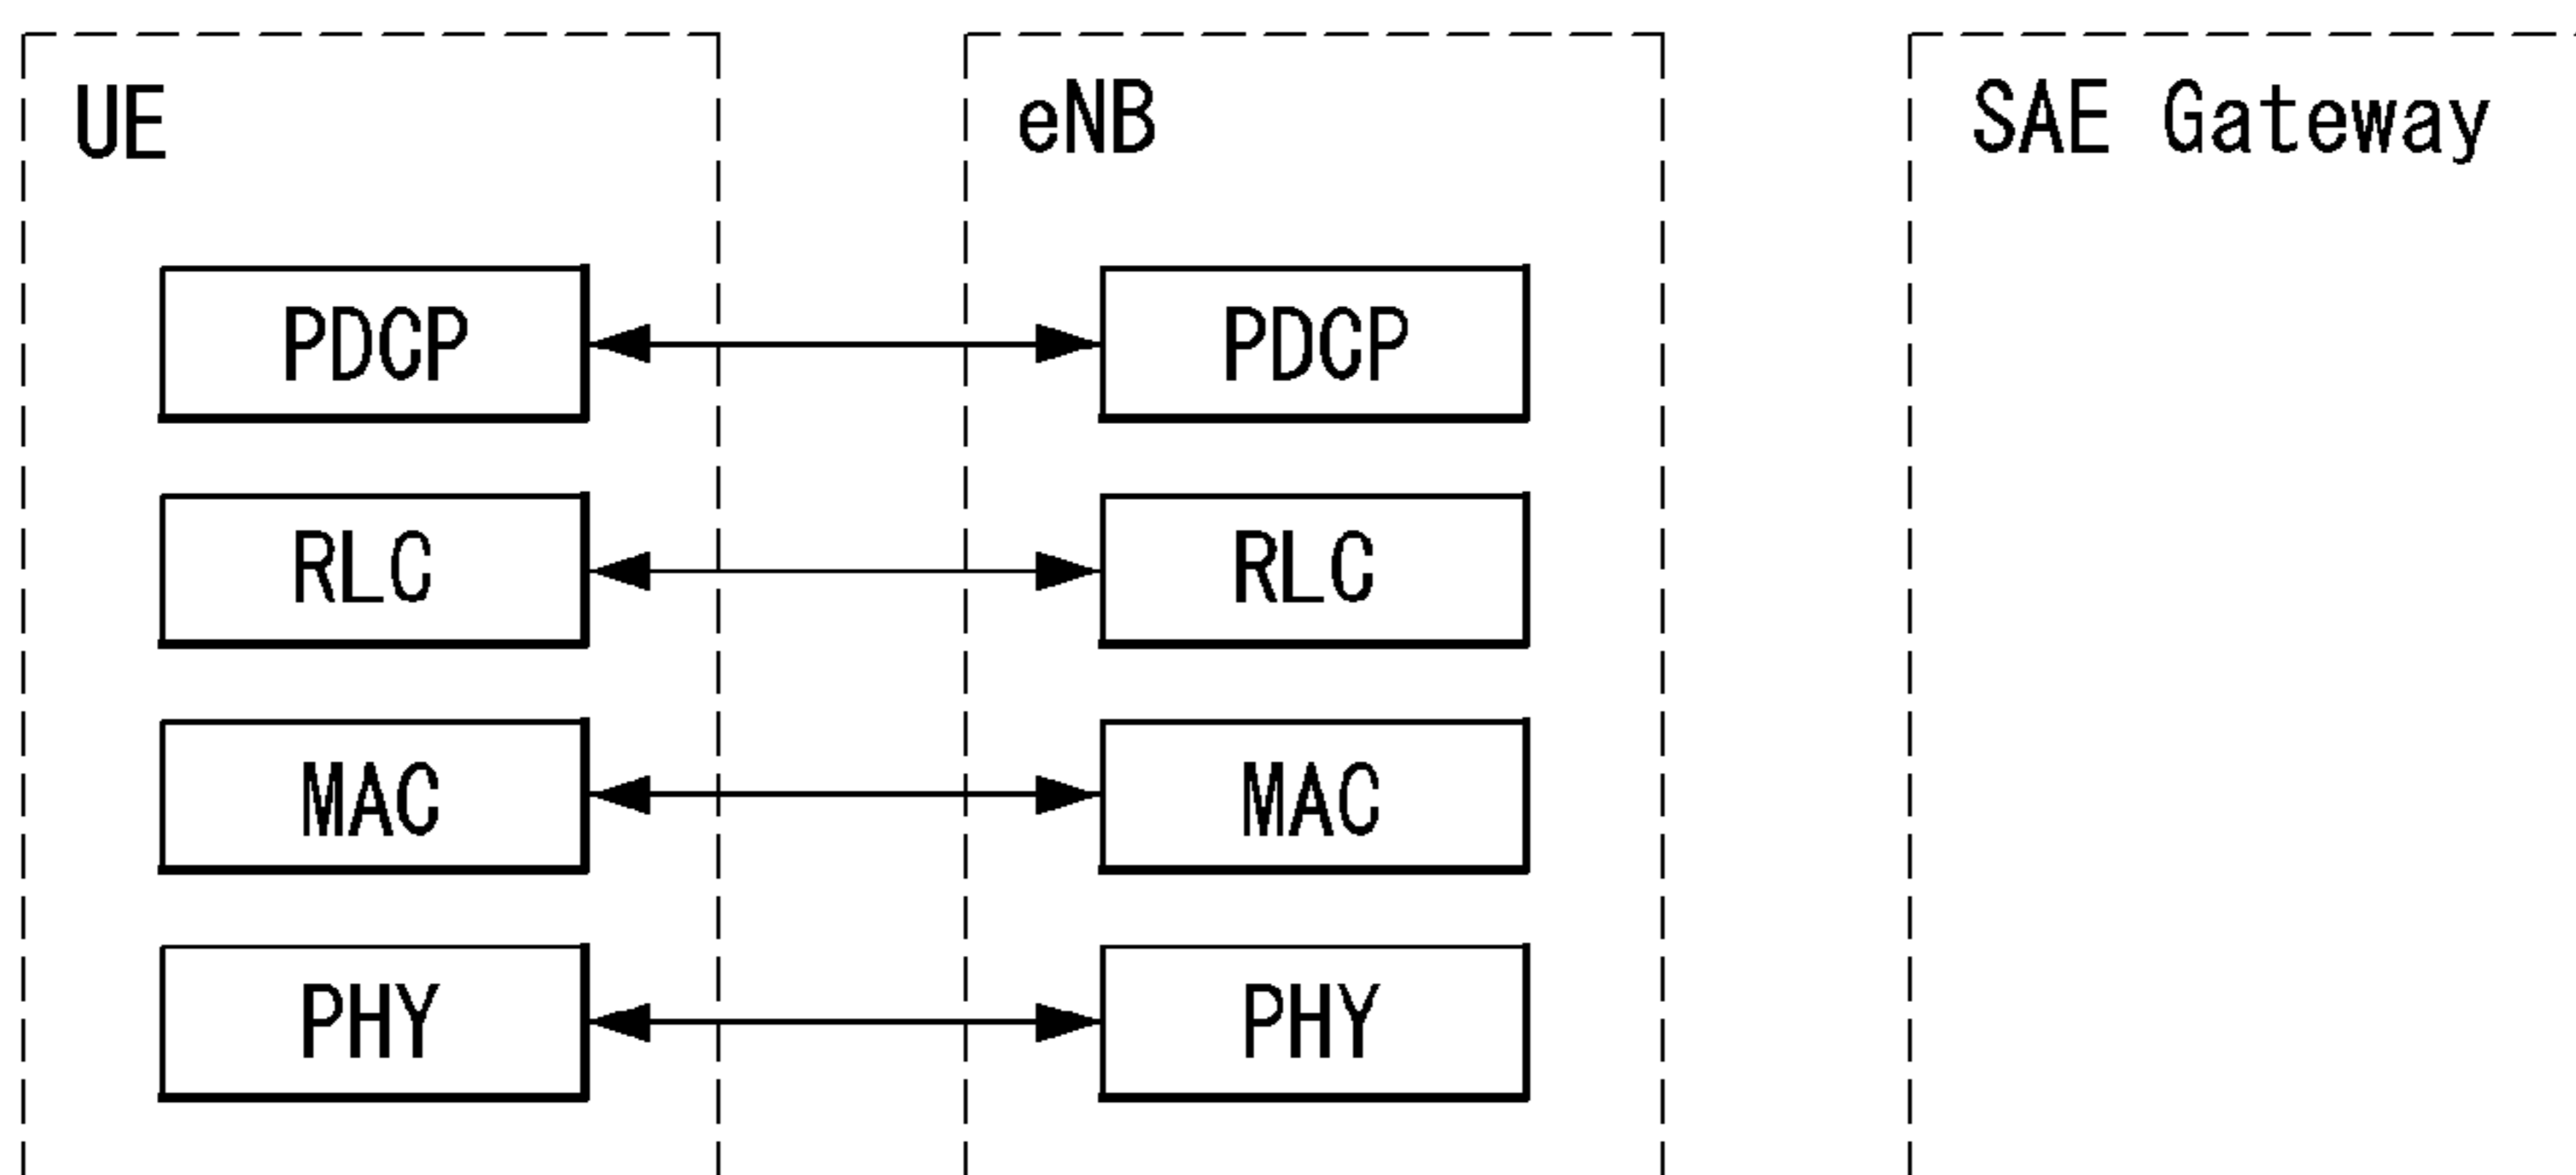 UE
eNB
SAE Gateway
PDCP
PDCP
RLC
RLC
MAC
MAC
PHY
PHY